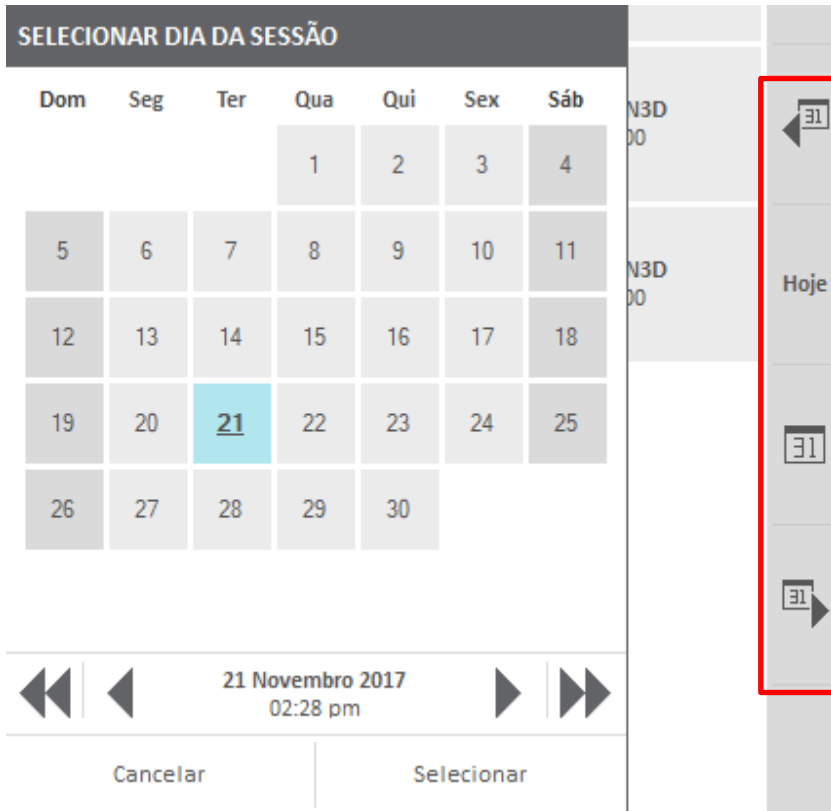 SELECIONAR DIA DA SESSÃO
Dom Seg Ter Qua Qui Sex Sáb
1 2 3 4
5 6 7 8 9 10 11
12 13 14 15 16 17 18
19 20 21 22 23 24 25
26 27 28 29 30
21 Novembro 2017
02:28 pm
Cancelar Selecionar
N3D
00
N3D
00
31
Hoje
31
31